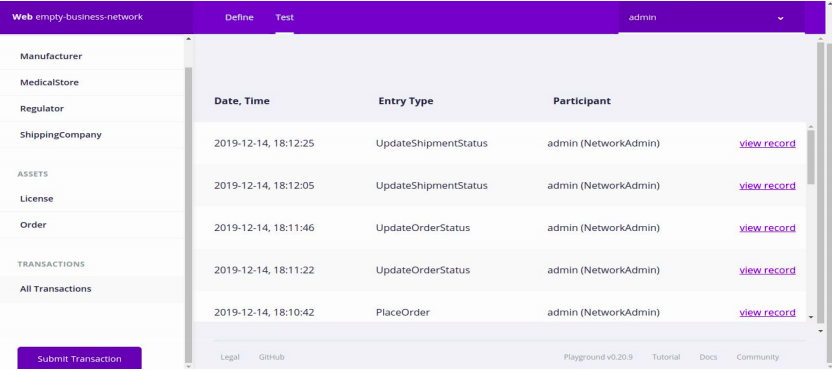 Web empty-business-network Define Test admin
Manufacturer
MedicalStore
Regulator
ShippingCompany
ASSETS
License
Order
TRANSACTIONS
All Transactions
Submit Transaction
Date, Time Entry Type Participant
2019-12-14, 18:12:25 UpdateShipmentStatus admin (NetworkAdmin) view record
2019-12-14, 18:12:05 UpdateShipmentStatus admin (NetworkAdmin) view record
2019-12-14, 18:11:46 UpdateOrderStatus admin (NetworkAdmin) view record
2019-12-14, 18:11:22 UpdateOrderStatus admin (NetworkAdmin) view record
2019-12-14, 18:10:42 PlaceOrder admin (NetworkAdmin) view record
Legal GitHub Playground v0.20.9 Tutorial Docs Community